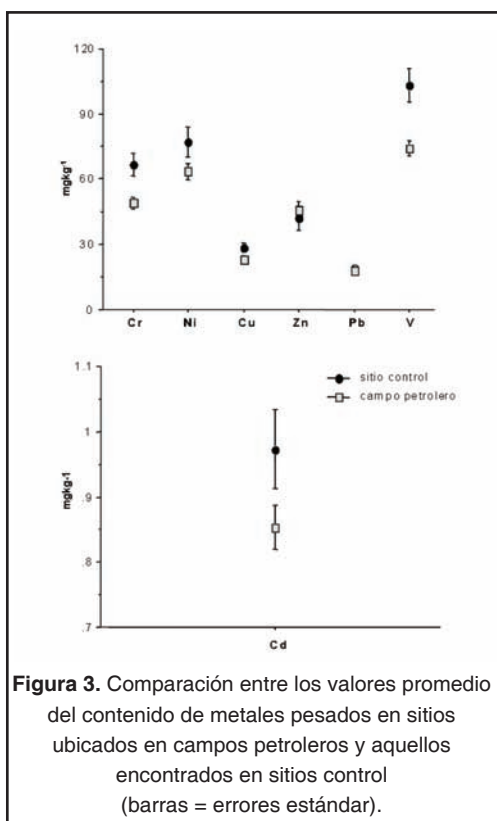 120
90
60
30
0
mgkg-1
Cr Ni Cu Zn Pb V
1.1
1
.9
.8
.7
mgkg-1
sitio control
campo petrolero
Cd
Figura 3. Comparación entre los valores promedio
del contenido de metales pesados en sitios
ubicados en campos petroleros y aquellos
encontrados en sitios control
(barras = errores estándar).